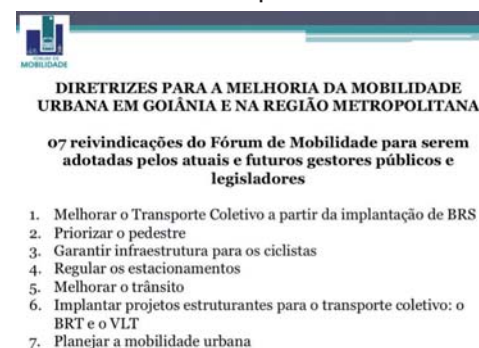 FÓRUM DE
MOBILIDADE
DIRETRIZES PARA A MELHORIA DA MOBILIDADE
URBANA EM GOIÂNIA E NA REGIÃO METROPOLITANA
07 reivindicações do Fórum de Mobilidade para serem
adotadas pelos atuais e futuros gestores públicos e
legisladores
1. Melhorar o Transporte Coletivo a partir da implantação de BRS
2. Priorizar o pedestre
3. Garantir infraestrutura para os ciclistas
4. Regular os estacionamentos
5. Melhorar o trânsito
6. Implantar projetos estruturantes para o transporte coletivo: o
BRT e o VLT
7. Planejar a mobilidade urbana